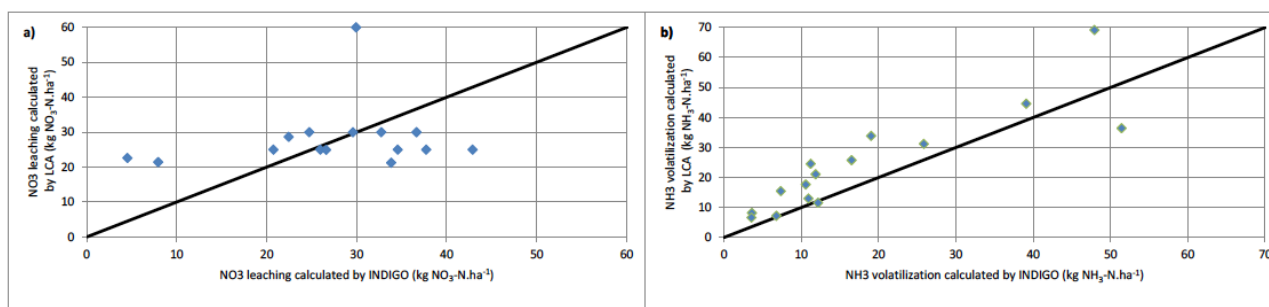 a)
60
50
40
30
20
10
0
0 10 20 30 40 50 60
NO3 leaching calculated
by LCA (kg NO₃-N.ha⁻¹)
NO3 leaching calculated by INDIGO (kg NO₃-N.ha⁻¹)
b)
70
60
50
40
30
20
10
0
0 10 20 30 40 50 60 70
NH3 volatilization calculated
by LCA (kg NH₃-N.ha⁻¹)
NH3 volatilization calculated by INDIGO (kg NH₃-N.ha⁻¹)